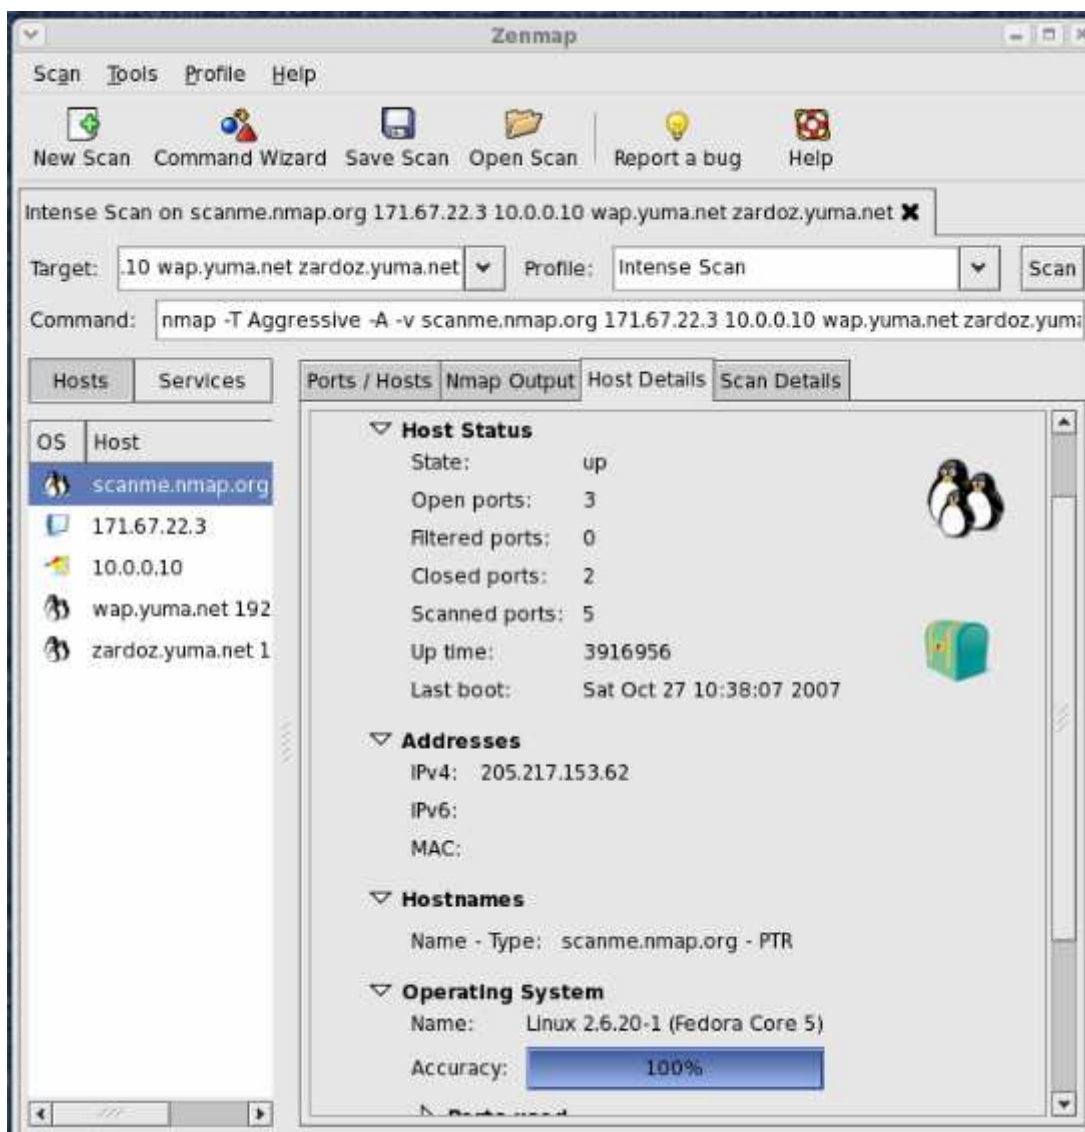 Zenmap
Scan Tools Profile Help
New Scan Command Wizard Save Scan Open Scan Report a bug Help
Intense Scan on scanme.nmap.org 171.67.22.3 10.0.0.10 wap.yuma.net zardoz.yuma.net
Target: .10 wap.yuma.net zardoz.yuma.net Profile: Intense Scan Scan
Command: nmap -T Aggressive -A -v scanme.nmap.org 171.67.22.3 10.0.0.10 wap.yuma.net zardoz.yuma
Hosts Services
OS Host
scanme.nmap.org
171.67.22.3
10.0.0.10
wap.yuma.net 192
zardoz.yuma.net 1
Ports / Hosts Nmap Output Host Details Scan Details
Host Status
State: up
Open ports: 3
Filtered ports: 0
Closed ports: 2
Scanned ports: 5
Up time: 3916956
Last boot: Sat Oct 27 10:38:07 2007
Addresses
IPv4: 205.217.153.62
IPv6:
MAC:
Hostnames
Name - Type: scanme.nmap.org - PTR
Operating System
Name: Linux 2.6.20-1 (Fedora Core 5)
Accuracy: 100%
Ports used